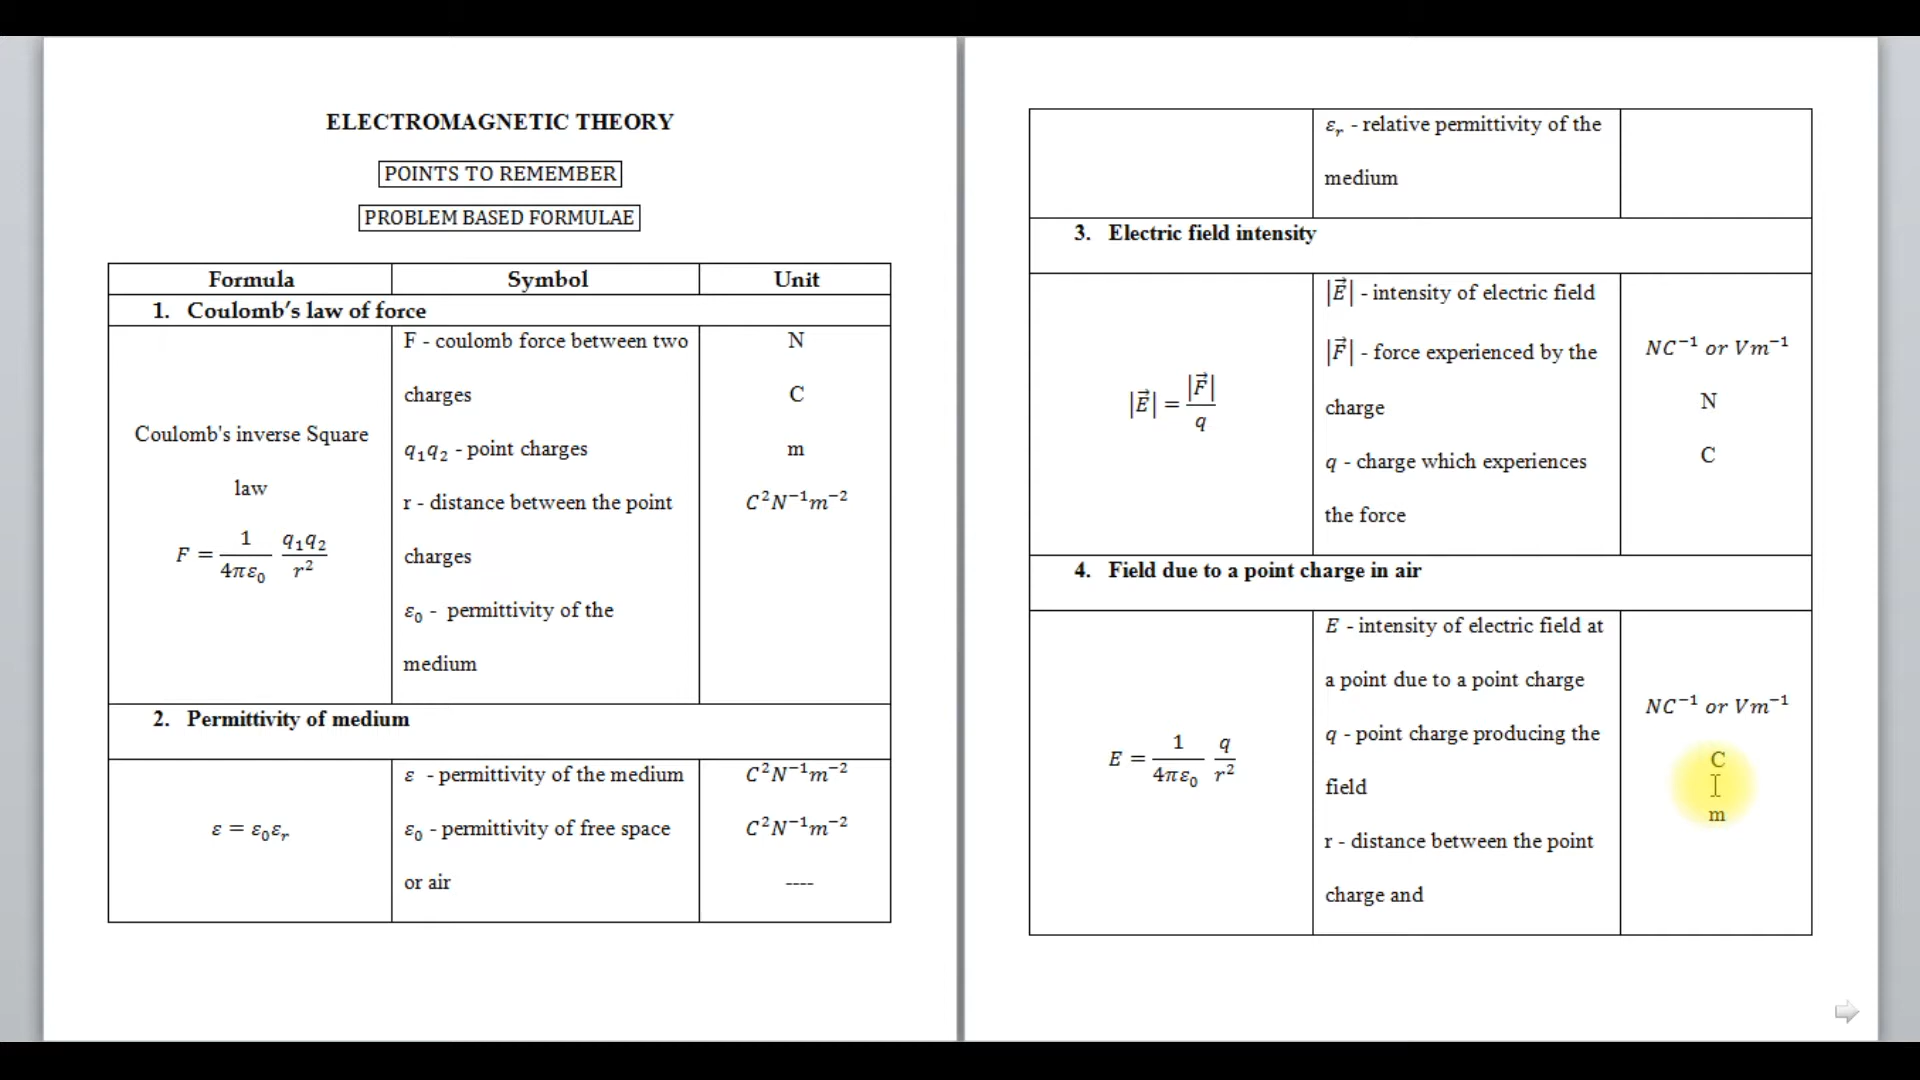 ELECTROMAGNETIC THEORY
POINTS TO REMEMBER
PROBLEM BASED FORMULAE
Formula Symbol Unit
1. Coulomb's law of force
Coulomb's inverse Square
law
F = 1/(4πε₀) q₁q₂/r²
F - coulomb force between two
charges
q₁q₂ - point charges
r - distance between the point
charges
ε₀ - permittivity of the
medium
N
C
m
C²N⁻¹m⁻²
2. Permittivity of medium
ε = ε₀εᵣ
ε - permittivity of the medium
ε₀ - permittivity of free space
or air
C²N⁻¹m⁻²
C²N⁻¹m⁻²
----
εᵣ - relative permittivity of the
medium
3. Electric field intensity
|E⃗| = |F⃗|/q
|E⃗| - intensity of electric field
|F⃗| - force experienced by the
charge
q - charge which experiences
the force
NC⁻¹ or Vm⁻¹
N
C
4. Field due to a point charge in air
E = 1/(4πε₀) q/r²
E - intensity of electric field at
a point due to a point charge
q - point charge producing the
field
r - distance between the point
charge and
NC⁻¹ or Vm⁻¹
C
m